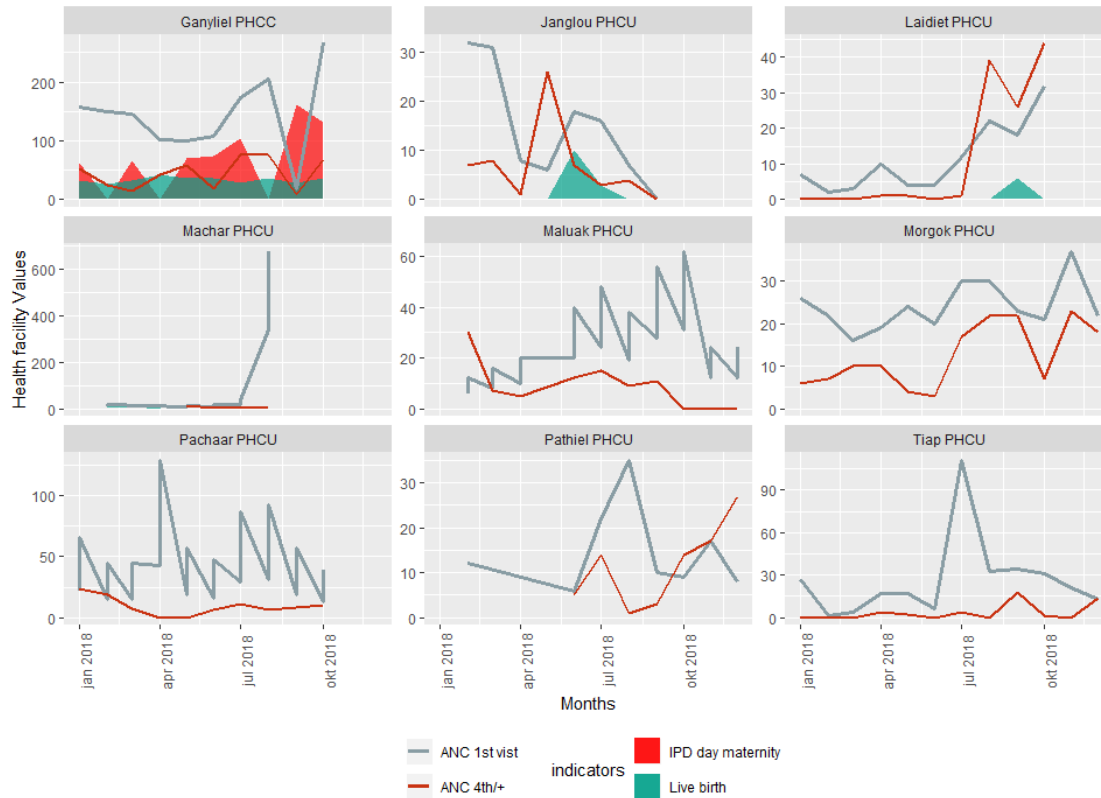 Ganyliel PHCC Janglou PHCU Laidiet PHCU
200
100
50
0
30
20
10
0
40
30
20
10
0
Machar PHCU Maluak PHCU Morgok PHCU
600
400
200
0
60
40
20
0
30
20
10
0
Pachaar PHCU Pathiel PHCU Tiap PHCU
100
50
0
30
20
10
0
90
60
30
0
jan 2018 apr 2018 jul 2018 okt 2018
jan 2018 apr 2018 jul 2018 okt 2018
jan 2018 apr 2018 jul 2018 okt 2018
Health facility Values
Months
indicators
ANC 1st vist
ANC 4th/+
IPD day maternity
Live birth